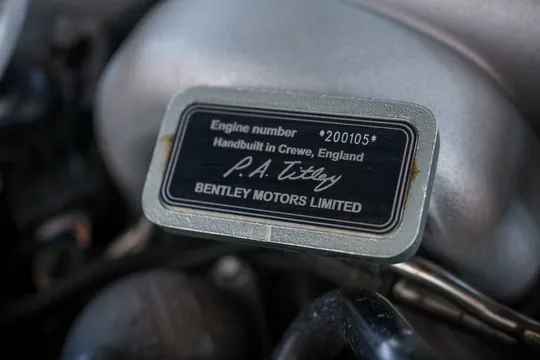 Engine number *200105*
Handbuilt in Crewe, England
P.A. Titley
BENTLEY MOTORS LIMITED